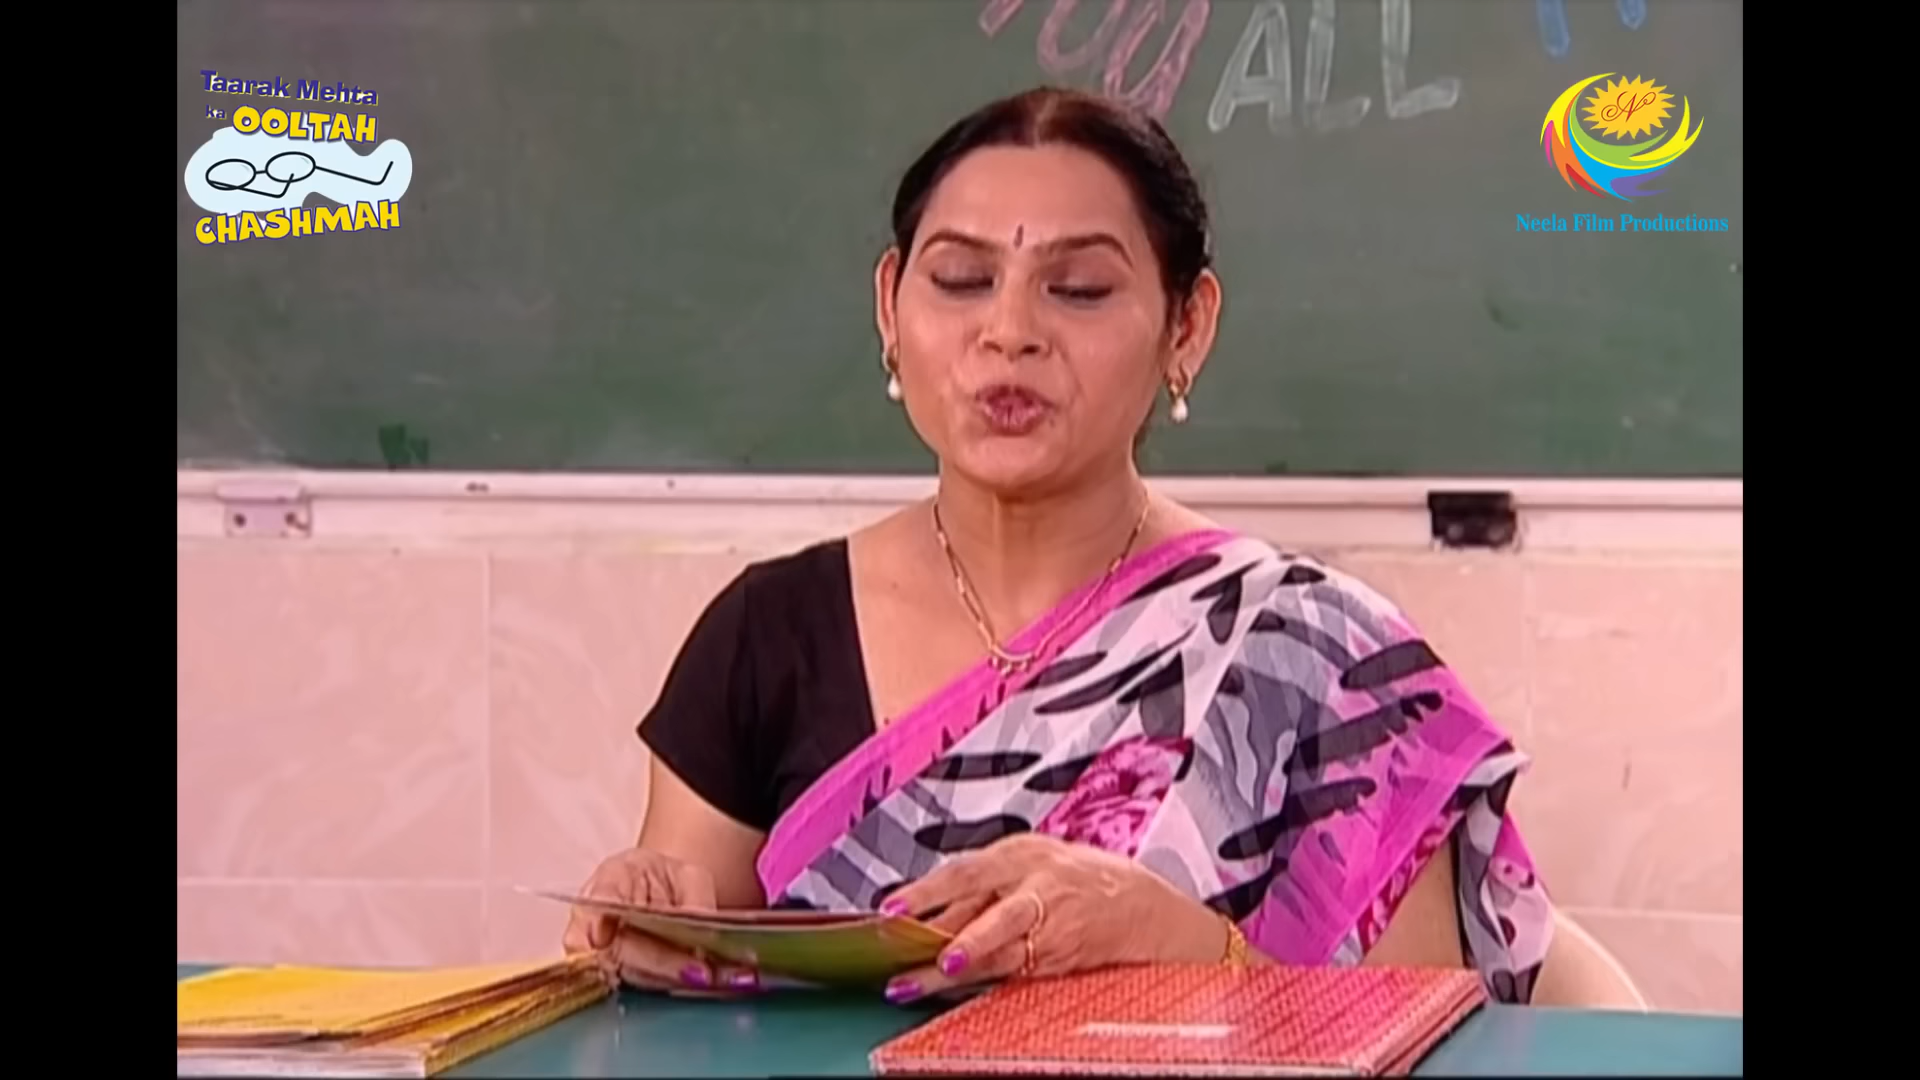 Taarak Mehta
ka OOLTAH
CHASHMAH
Neela Film Productions
ALL